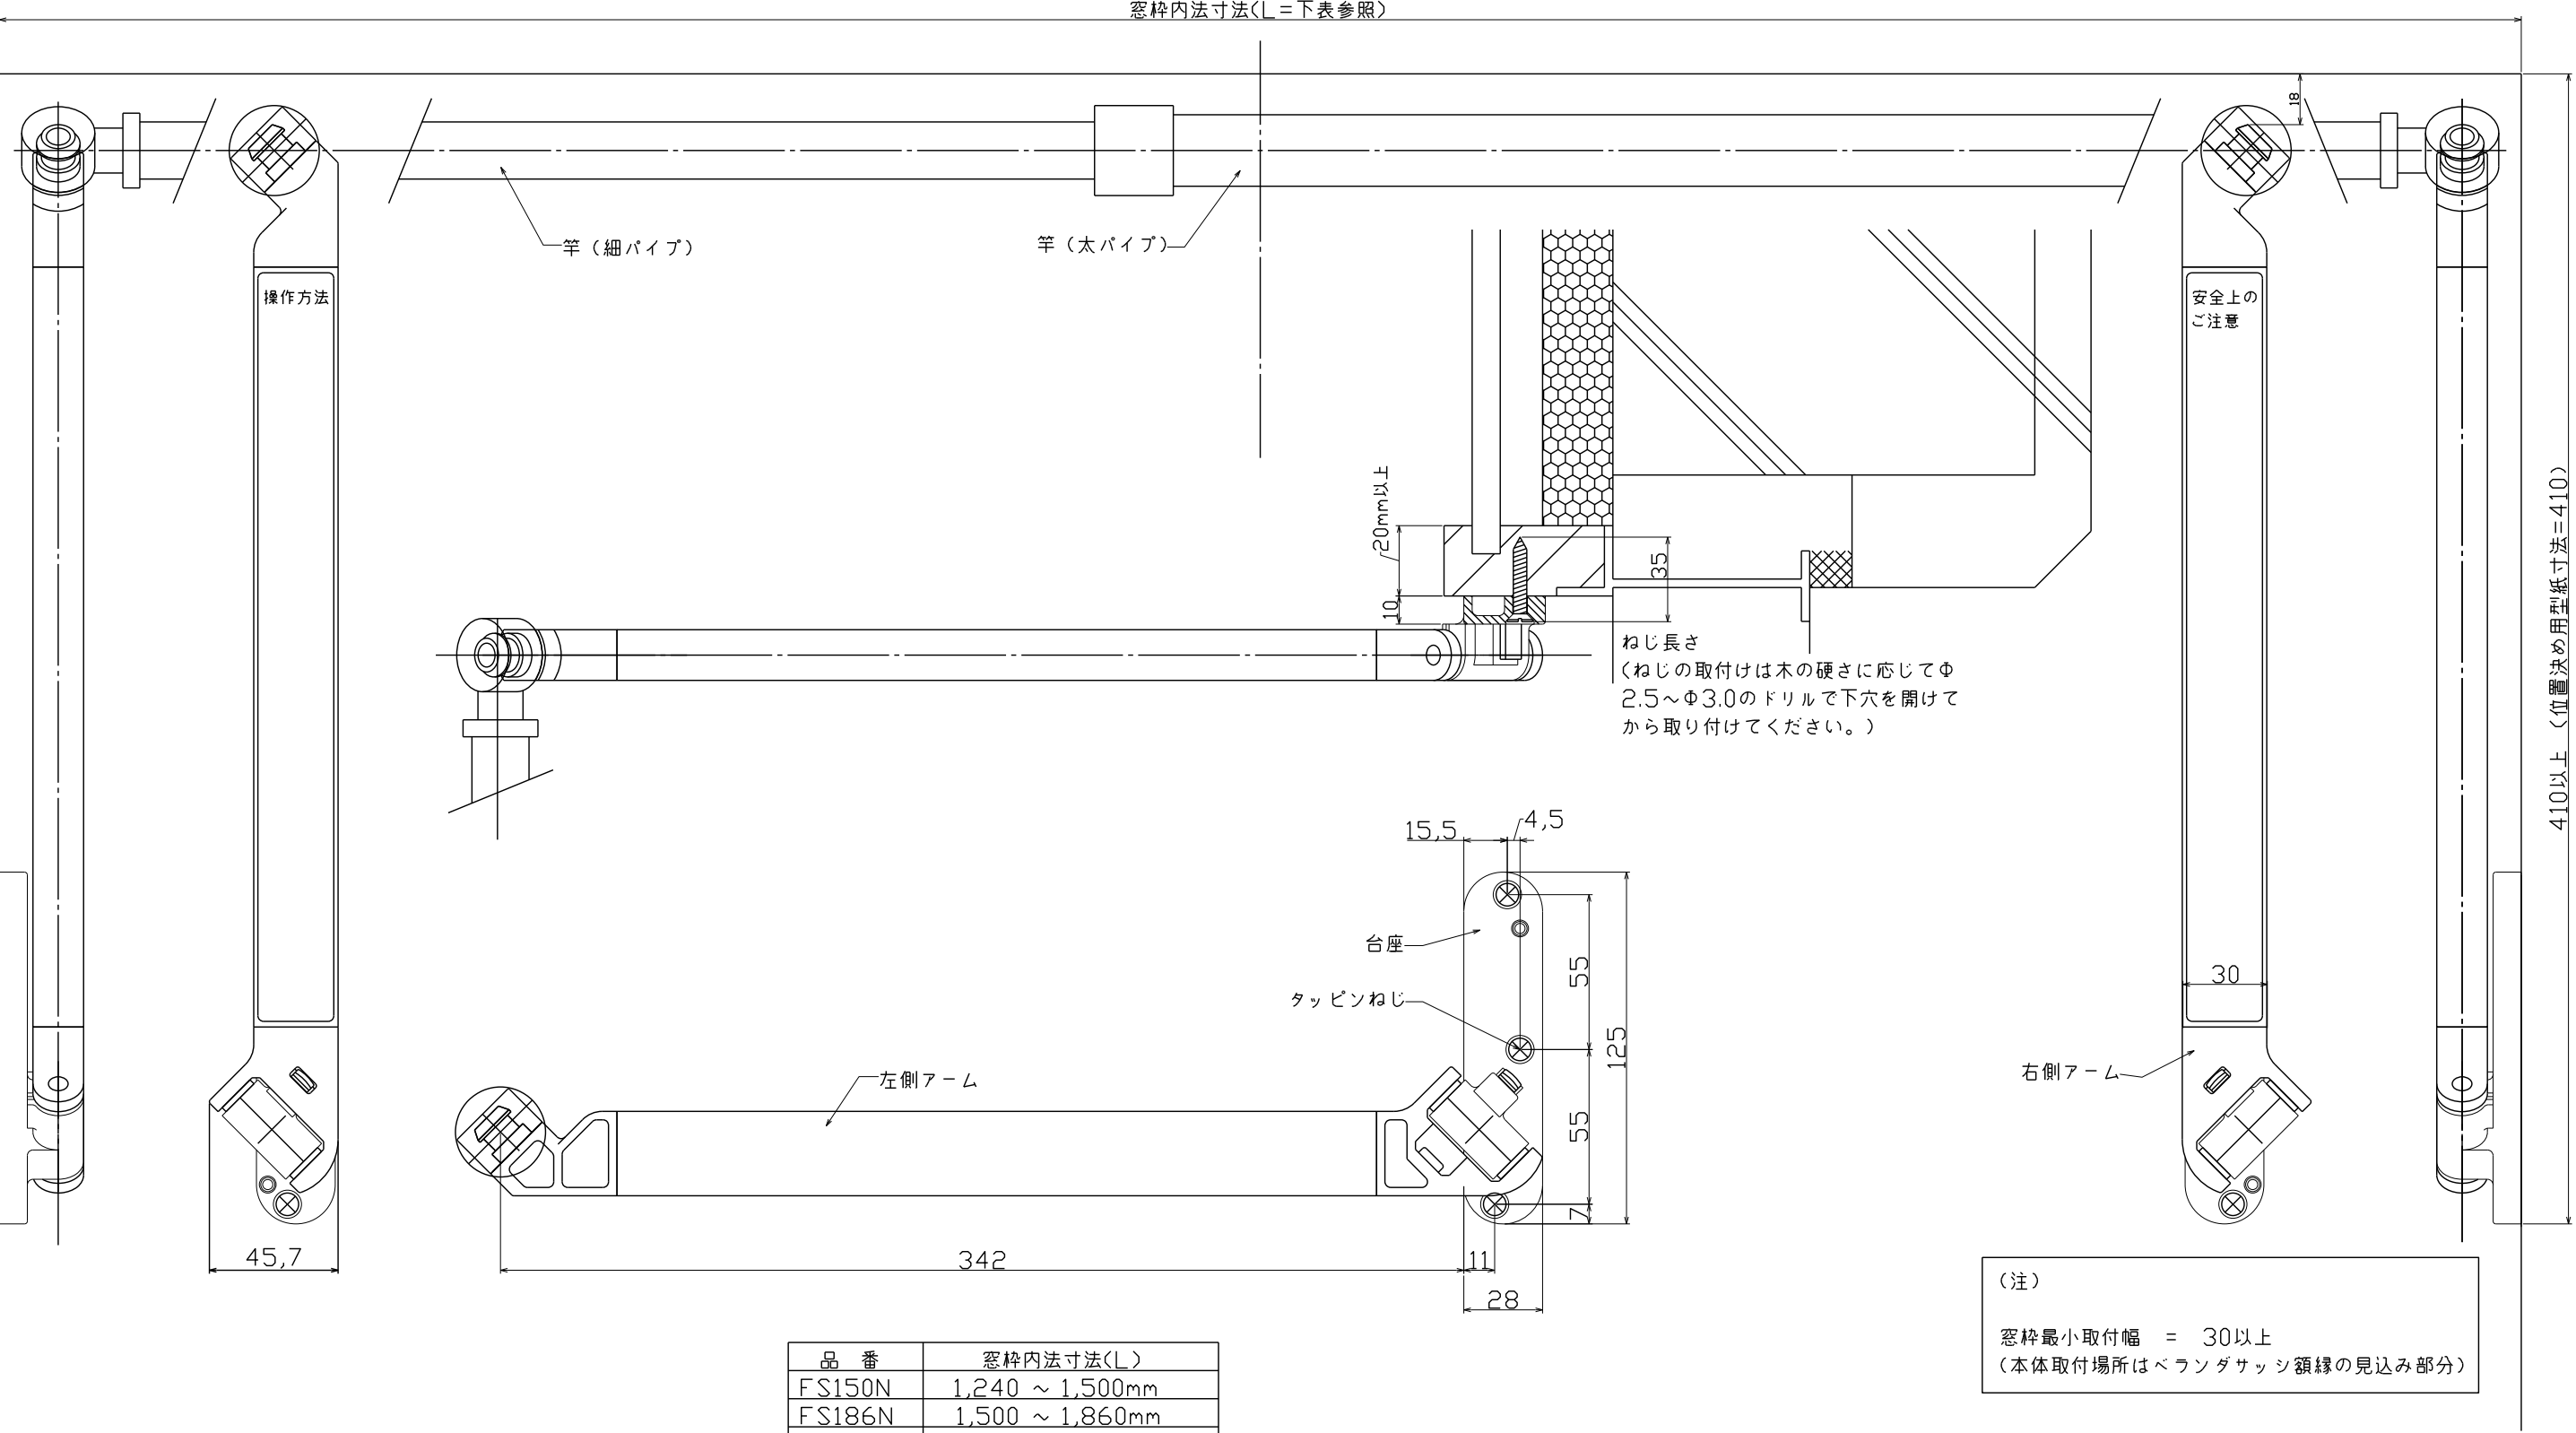 窓枠内法寸法(L=下表参照)
18
竿(細パイプ)
竿(太パイプ)
操作方法
安全上の
ご注意
20mm以上
10
35
ねじ長さ
(ねじの取付けは木の硬さに応じてΦ
2.5～Φ3.0のドリルで下穴を開けて
から取り付けてください。)
410以上 (位置決め用型紙寸法=410)
15,5
4,5
台座
55
タッピンねじ
125
30
左側アーム
右側アーム
55
7
45,7
342
11
28
(注)
窓枠最小取付幅 = 30以上
(本体取付場所はベランダサッシ額縁の見込み部分)
品 番 窓枠内法寸法(L)
FS150N 1,240 ～ 1,500mm
FS186N 1,500 ～ 1,860mm